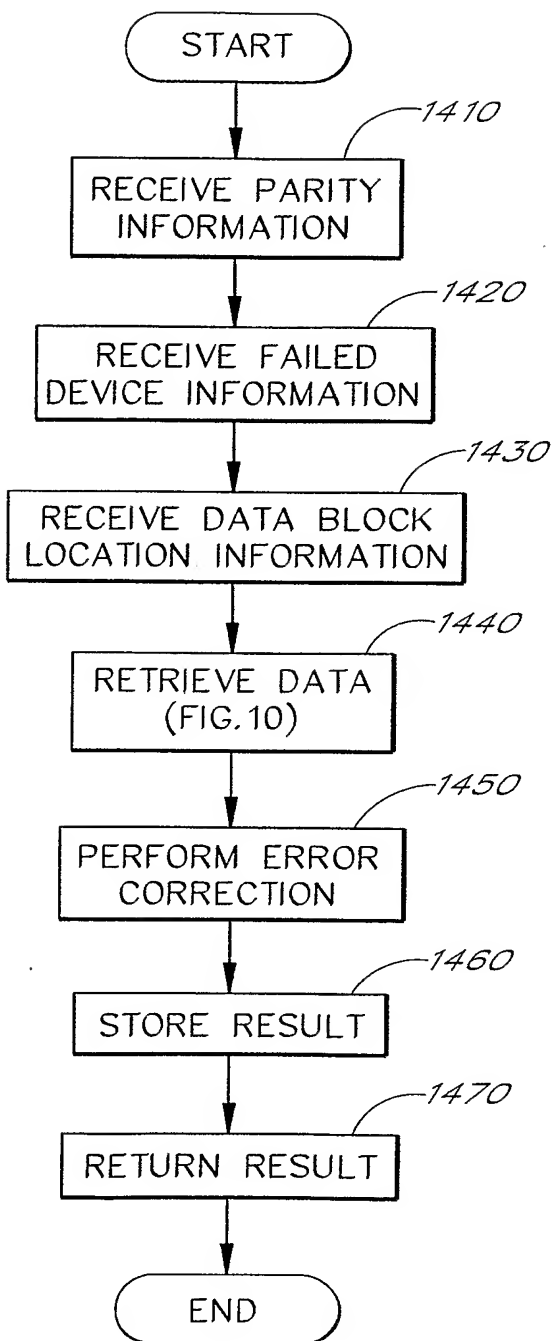 START
1410
RECEIVE PARITY
INFORMATION
1420
RECEIVE FAILED
DEVICE INFORMATION
1430
RECEIVE DATA BLOCK
LOCATION INFORMATION
1440
RETRIEVE DATA
(FIG.10)
1450
PERFORM ERROR
CORRECTION
1460
STORE RESULT
1470
RETURN RESULT
END